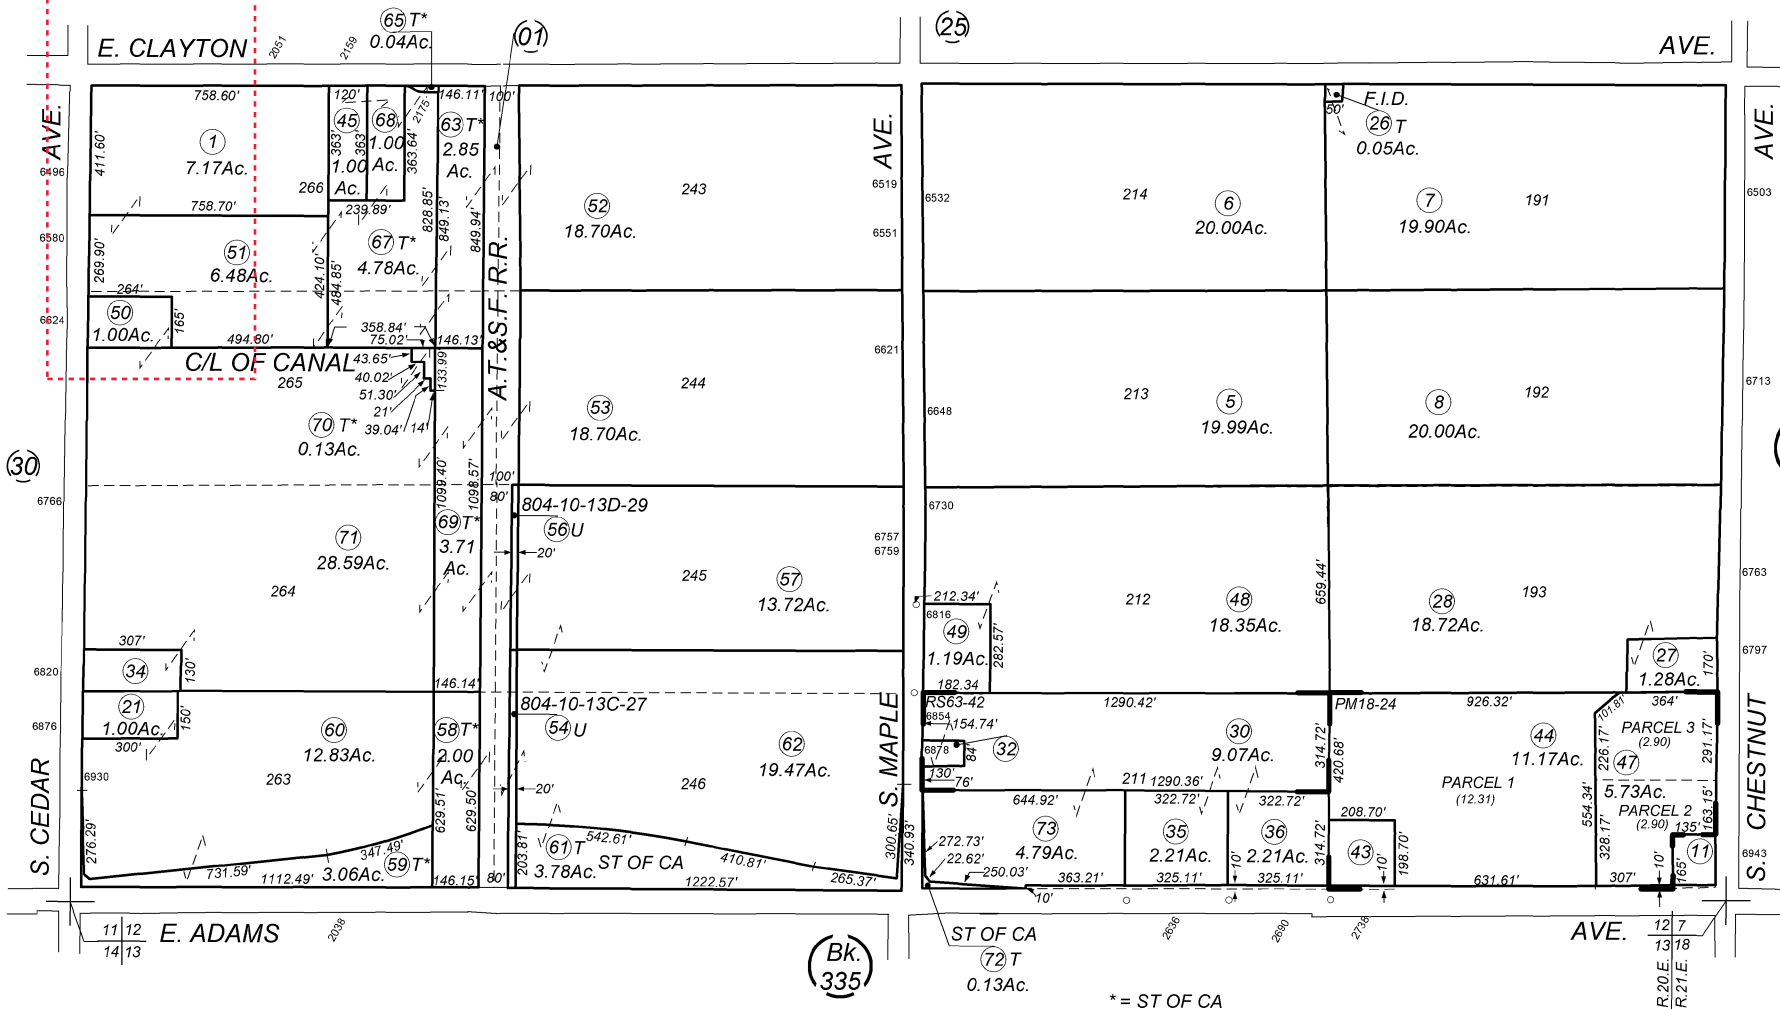 65 T*
0.04Ac.
(01)
(25)
E. CLAYTON
2051
2159
AVE.
758.60'
120'
146.11'
100'
2175
F.I.D.
50'
26 T
0.05Ac.
AVE.
411.60'
6496
1
7.17Ac.
45
363'
363'
1.00
Ac.
68
1.00
Ac.
363.64'
63 T*
2.85
Ac.
AVE.
AVE.
266
758.70'
239.89'
828.85'
849.13'
849.94'
52
18.70Ac.
243
6519
6551
6532
214
6
20.00Ac.
7
19.90Ac.
191
6503
6580
269.90'
51
6.48Ac.
67 T*
4.78Ac.
424.10'
484.85'
A.T.&S.F. R.R.
264'
50
1.00Ac.
165'
6624
494.80'
358.84'
75.02'
146.13'
C/L OF CANAL
43.65'
40.02'
51.30'
21'
39.04'
14'
133.99'
265
70 T*
0.13Ac.
53
18.70Ac.
244
6621
6648
213
5
19.99Ac.
8
20.00Ac.
192
6713
(30)
6766
1099.40'
1098.57'
100'
80'
804-10-13D-29
56 U
20'
69 T*
3.71
Ac.
71
28.59Ac.
264
245
57
13.72Ac.
6757
6759
6730
212
48
18.35Ac.
659.44'
28
18.72Ac.
193
6763
212.34'
6816
49
1.19Ac.
282.57'
182.34
307'
34
130'
6820
146.14'
27
1.28Ac.
170'
6797
21
1.00Ac.
150'
300'
6876
60
12.83Ac.
58 T*
2.00
Ac.
804-10-13C-27
54 U
20'
62
19.47Ac.
246
S. MAPLE
RS63-42
6854
154.74'
1290.42'
6878
84'
32
130'
76'
30
9.07Ac.
314.72'
420.68'
PM18-24
926.32'
101.81'
364'
44
11.17Ac.
PARCEL 1
(12.31)
226.17'
PARCEL 3
(2.90)
291.17'
47
5.73Ac.
PARCEL 2
(2.90)
163.15'
135'
554.34'
328.17'
11
165'
6943
S. CHESTNUT
6930
263
S. CEDAR
276.29'
629.51'
629.50'
347.49'
731.59'
1112.49'
3.06Ac.
59 T*
146.15'
80'
203.81'
542.61'
61 T
3.78Ac.
ST OF CA
410.81'
1222.57'
265.37'
300.65'
340.93'
211
1290.36'
644.92'
322.72'
322.72'
73
4.79Ac.
35
2.21Ac.
36
2.21Ac.
314.72'
208.70'
43
198.70'
272.73'
22.62'
250.03'
10'
363.21'
325.11'
10'
325.11'
10'
631.61'
307'
10'
E. ADAMS
2038
11 12
14 13
Bk.
335
ST OF CA
72 T
0.13Ac.
2636
2690
2738
AVE.
12 7
13 18
R.20.E.
R.21.E.
* = ST OF CA